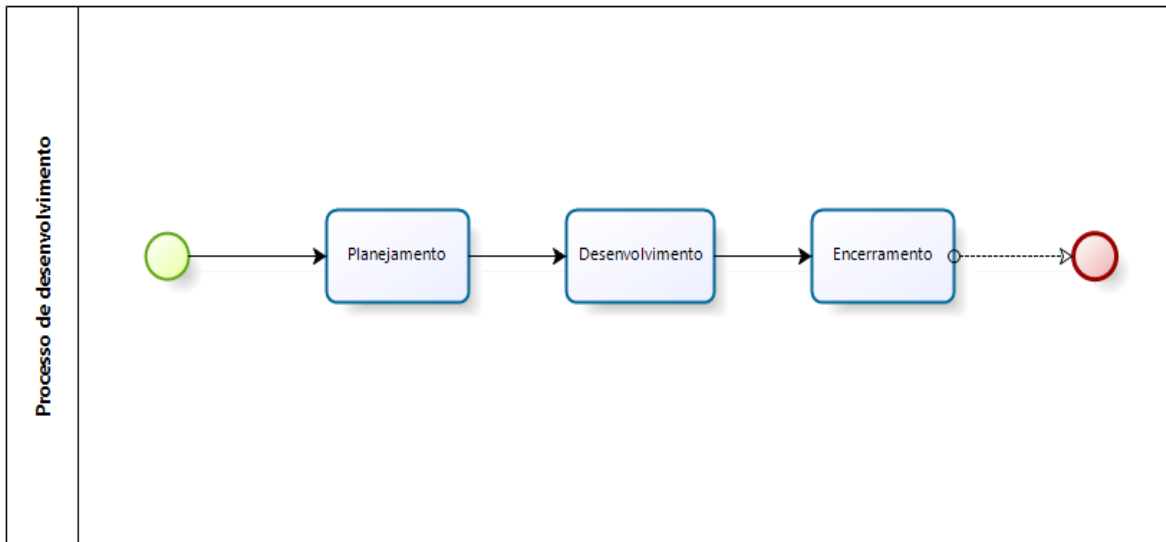 Processo de desenvolvimento
Planejamento
Desenvolvimento
Encerramento